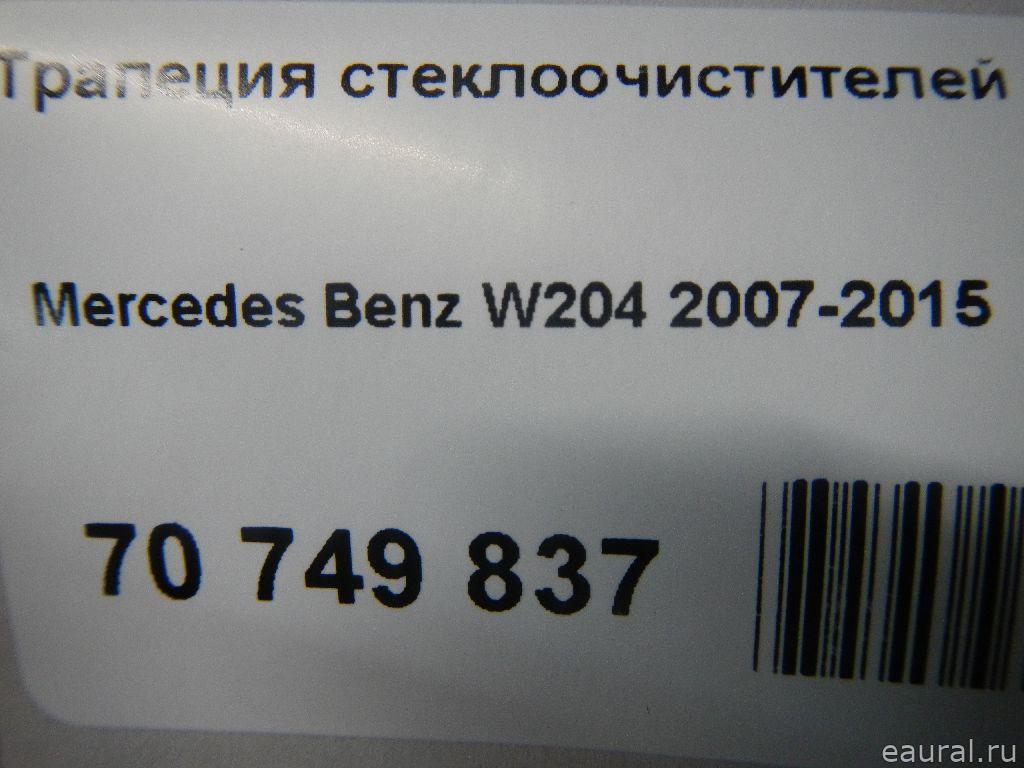 Трапеция стеклоочистителей
Mercedes Benz W204 2007-2015
70 749 837
eaural.ru